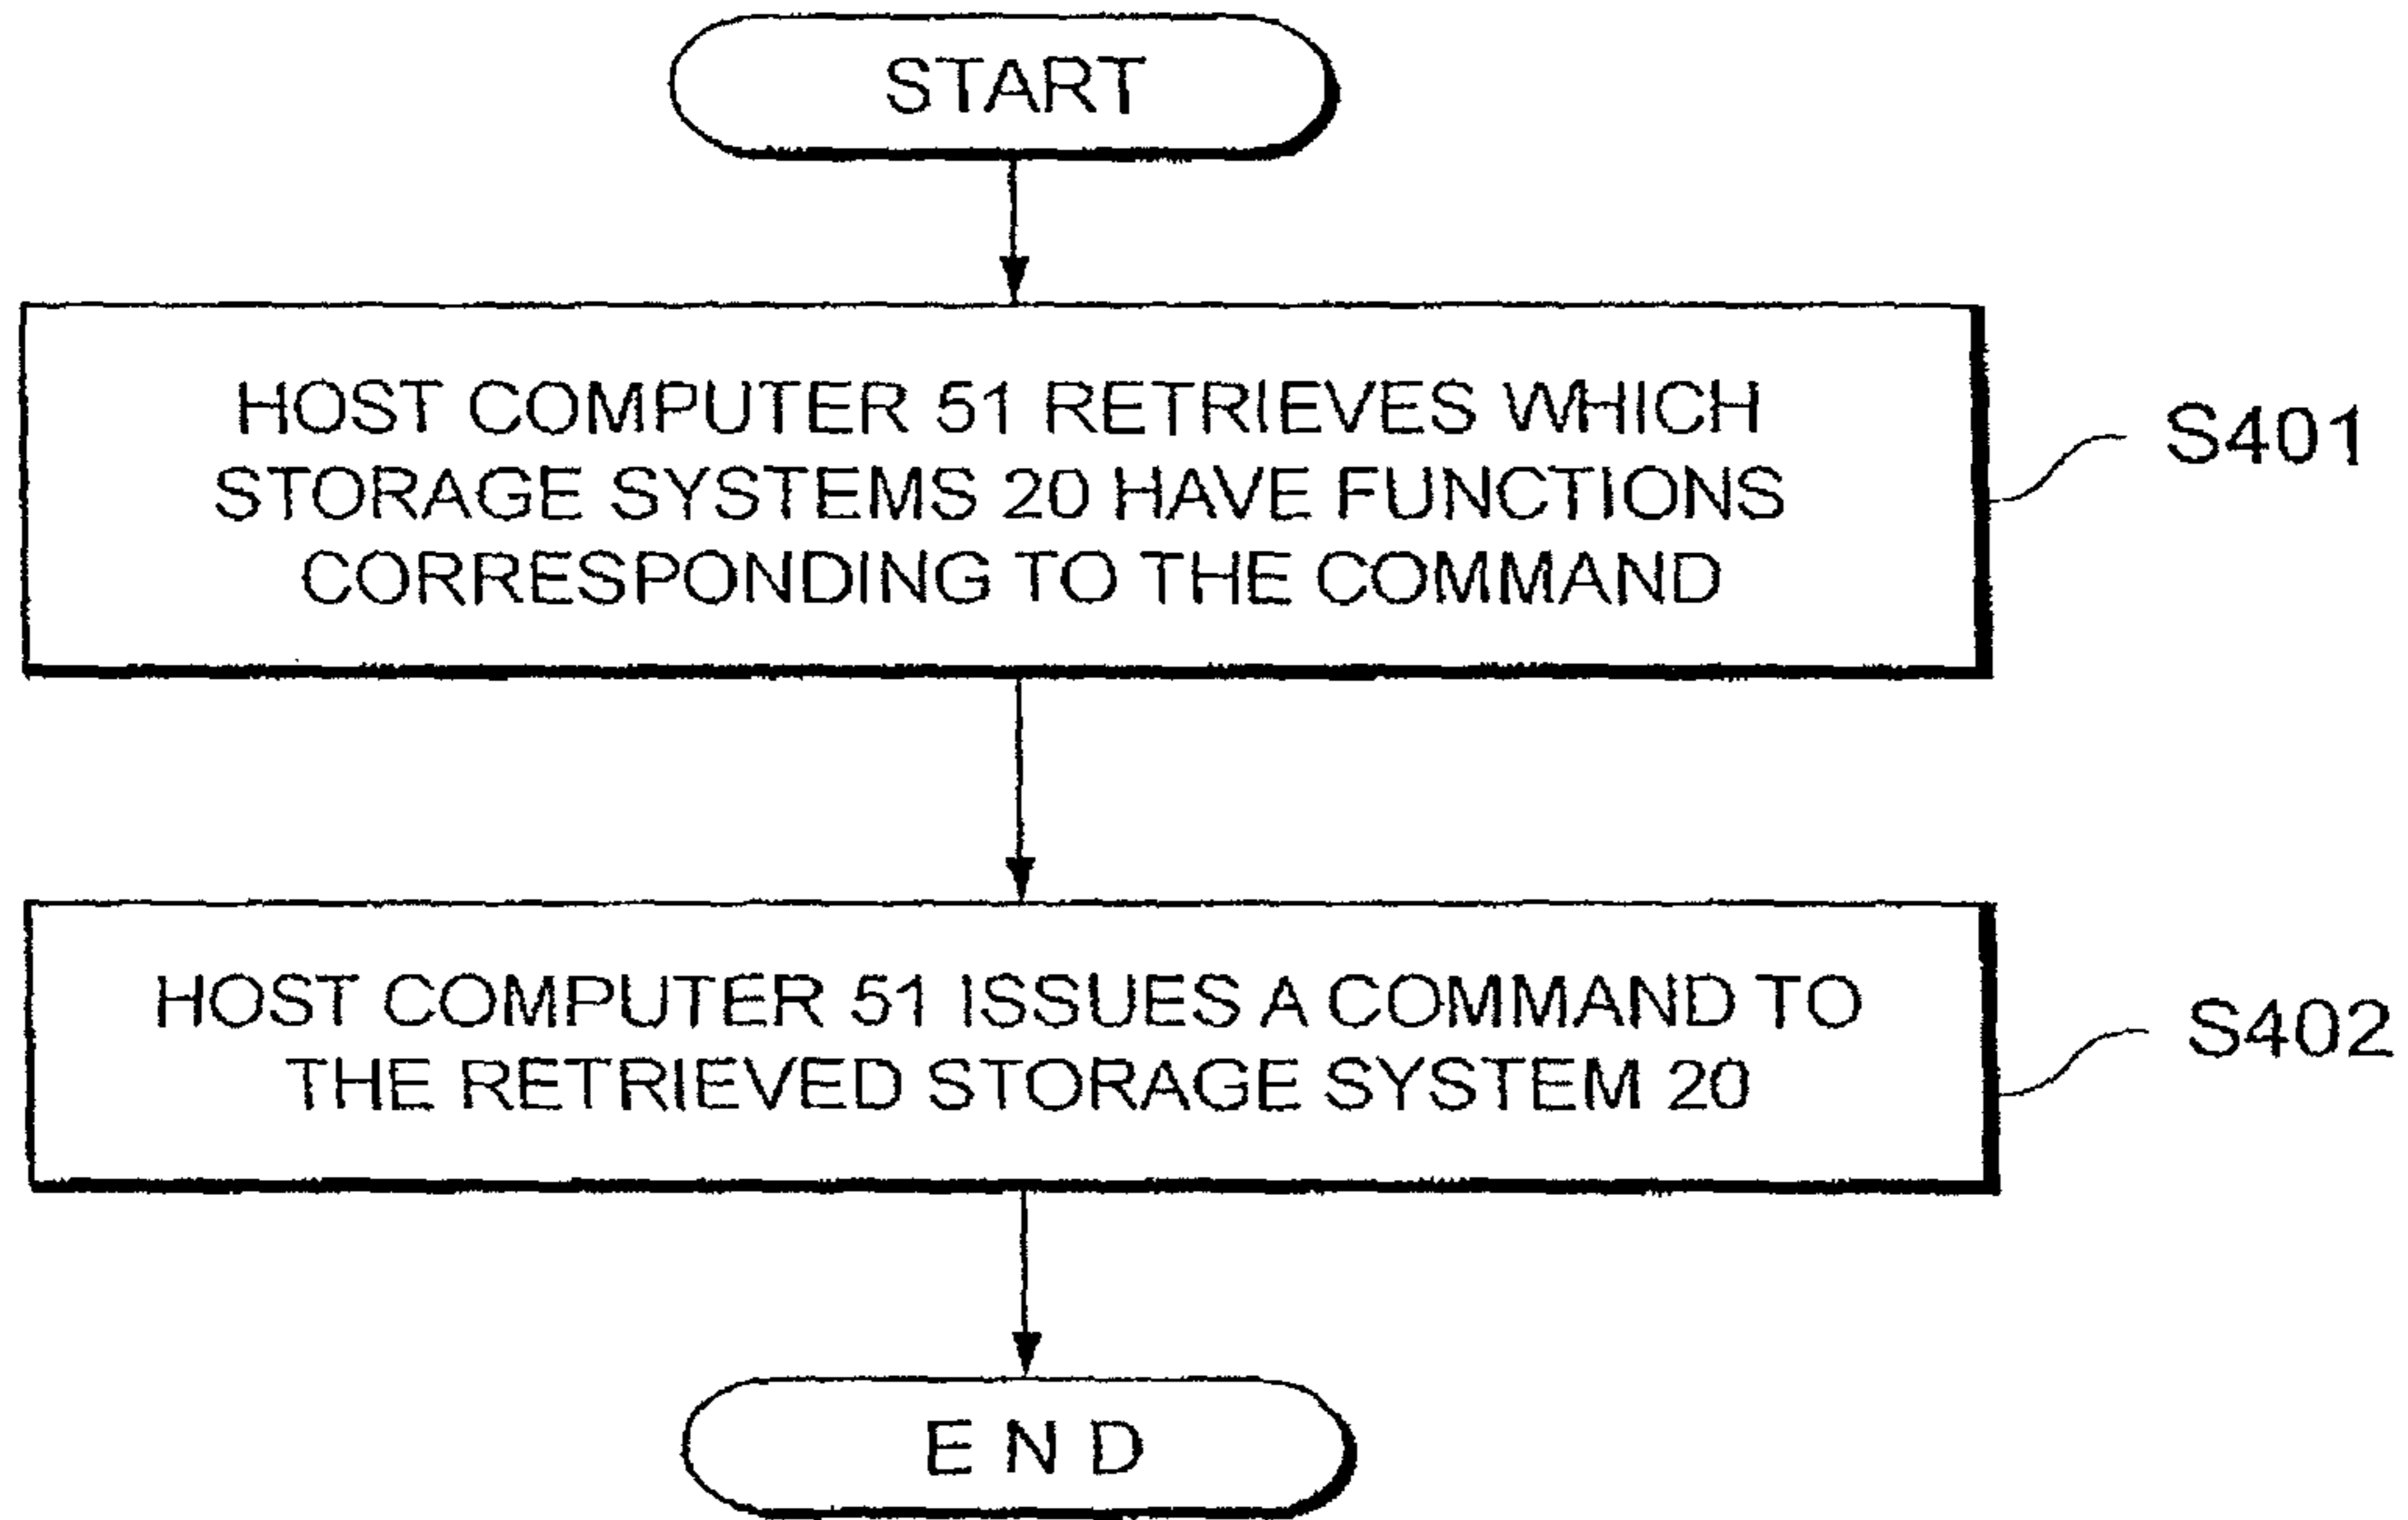 START
HOST COMPUTER 51 RETRIEVES WHICH
STORAGE SYSTEMS 20 HAVE FUNCTIONS
CORRESPONDING TO THE COMMAND
S401
HOST COMPUTER 51 ISSUES A COMMAND TO
THE RETRIEVED STORAGE SYSTEM 20
S402
END